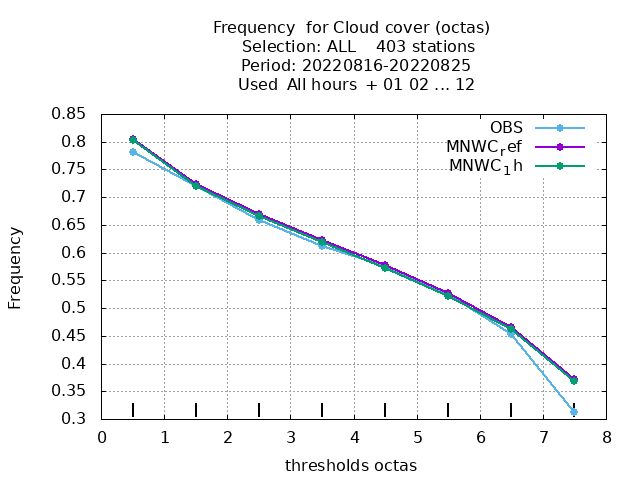 Frequency  for Cloud cover (octas)
Selection: ALL    403 stations
Period: 20220816-20220825
Used  All hours  + 01 02 ... 12
0.85
0.8
0.75
0.7
0.65
0.6
0.55
0.5
0.45
0.4
0.35
0.3
Frequency
OBS
MNWC_ref
MNWC_1h
0 1 2 3 4 5 6 7 8
thresholds octas